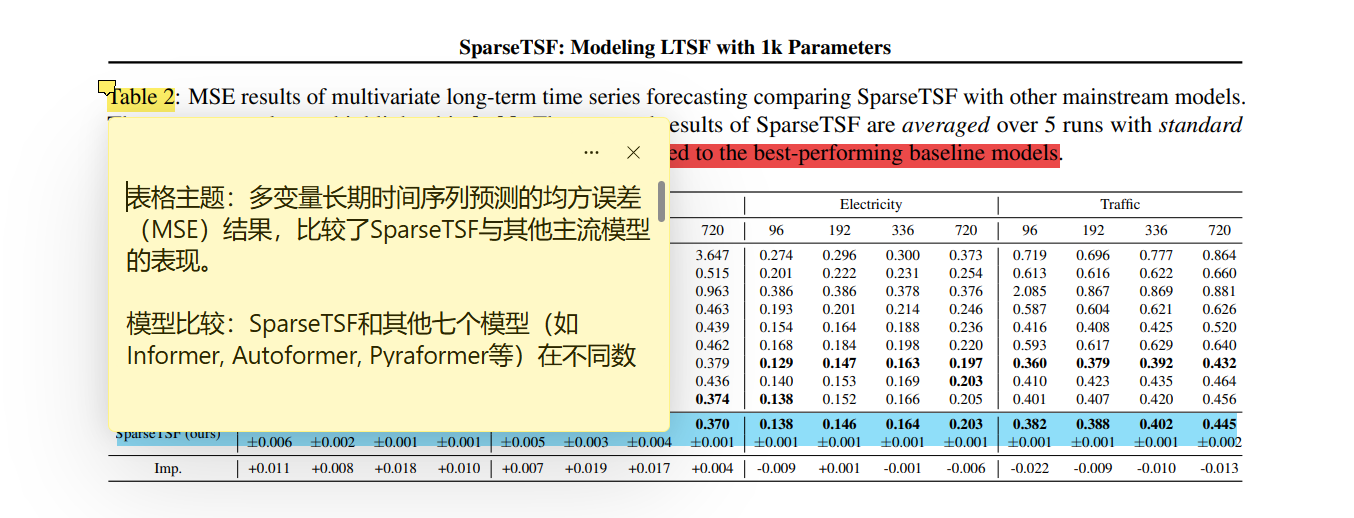 SparseTSF: Modeling LTSF with 1k Parameters
Table 2: MSE results of multivariate long-term time series forecasting comparing SparseTSF with other mainstream models.
results of SparseTSF are averaged over 5 runs with standard
ed to the best-performing baseline models.
表格主题：多变量长期时间序列预测的均方误差
（MSE）结果，比较了SparseTSF与其他主流模型
的表现。
模型比较：SparseTSF和其他七个模型（如
Informer, Autoformer, Pyraformer等）在不同数
Electricity Traffic
720 96 192 336 720 96 192 336 720
3.647 0.274 0.296 0.300 0.373 0.719 0.696 0.777 0.864
0.515 0.201 0.222 0.231 0.254 0.613 0.616 0.622 0.660
0.963 0.386 0.386 0.378 0.376 2.085 0.867 0.869 0.881
0.463 0.193 0.201 0.214 0.246 0.587 0.604 0.621 0.626
0.439 0.154 0.164 0.188 0.236 0.416 0.408 0.425 0.520
0.462 0.168 0.184 0.198 0.220 0.593 0.617 0.629 0.640
0.379 0.129 0.147 0.163 0.197 0.360 0.379 0.392 0.432
0.436 0.140 0.153 0.169 0.203 0.410 0.423 0.435 0.464
0.374 0.138 0.152 0.166 0.205 0.401 0.407 0.420 0.456
0.370 0.138 0.146 0.164 0.203 0.382 0.388 0.402 0.445
SparseTSF (ours) ±0.006 ±0.002 ±0.001 ±0.001 ±0.005 ±0.003 ±0.004 ±0.001 ±0.001 ±0.001 ±0.001 ±0.001 ±0.001 ±0.001 ±0.001 ±0.002
Imp. +0.011 +0.008 +0.018 +0.010 +0.007 +0.019 +0.017 +0.004 -0.009 +0.001 -0.001 -0.006 -0.022 -0.009 -0.010 -0.013